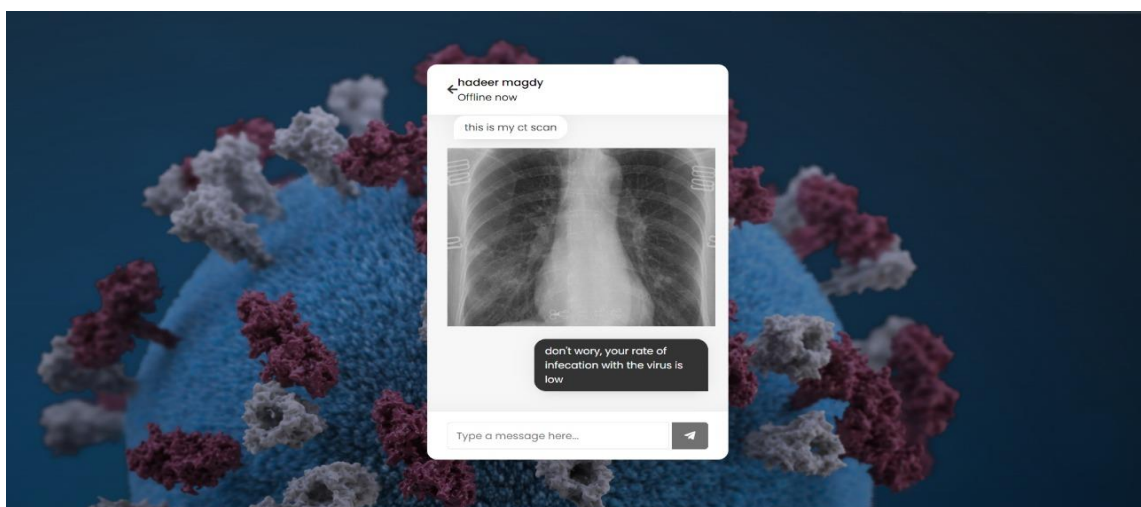 hadeer magdy
Offline now
this is my ct scan
don't wory, your rate of
infecation with the virus is
low
Type a message here...